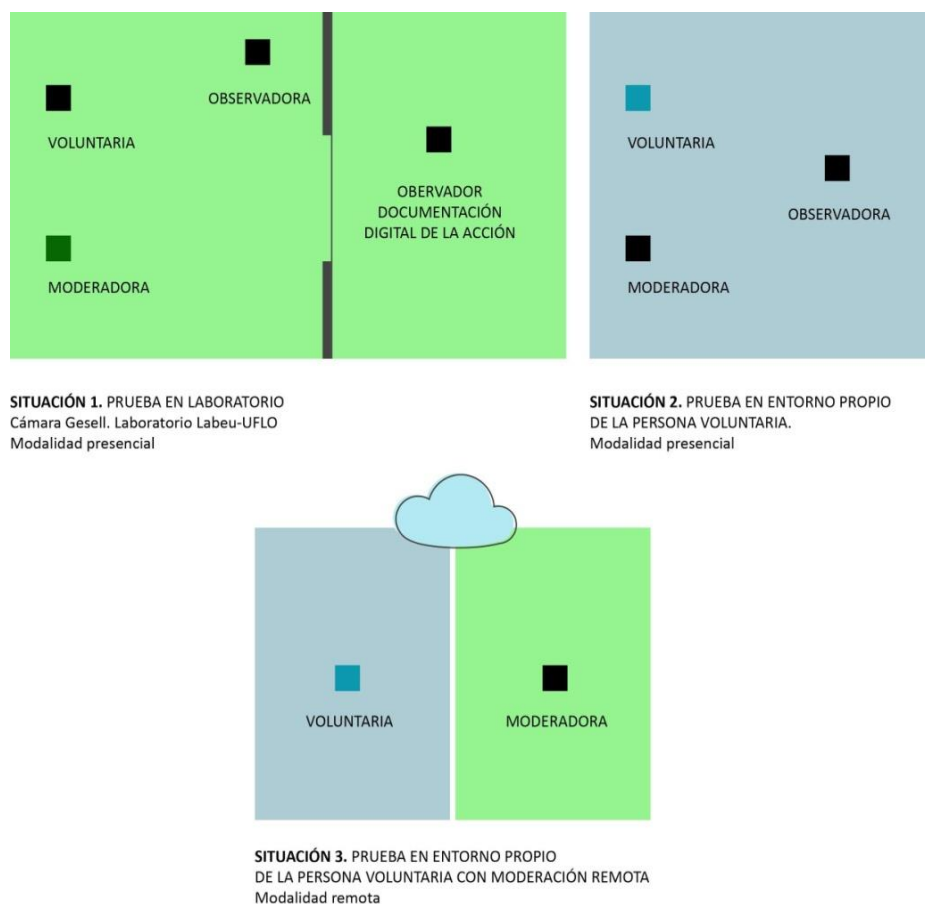 OBSERVADORA
VOLUNTARIA
OBERVADOR
DOCUMENTACIÓN
DIGITAL DE LA ACCIÓN
MODERADORA
VOLUNTARIA
OBSERVADORA
MODERADORA
SITUACIÓN 1. PRUEBA EN LABORATORIO
Cámara Gesell. Laboratorio Labeu-UFLO
Modalidad presencial
SITUACIÓN 2. PRUEBA EN ENTORNO PROPIO
DE LA PERSONA VOLUNTARIA.
Modalidad presencial
VOLUNTARIA
MODERADORA
SITUACIÓN 3. PRUEBA EN ENTORNO PROPIO
DE LA PERSONA VOLUNTARIA CON MODERACIÓN REMOTA
Modalidad remota